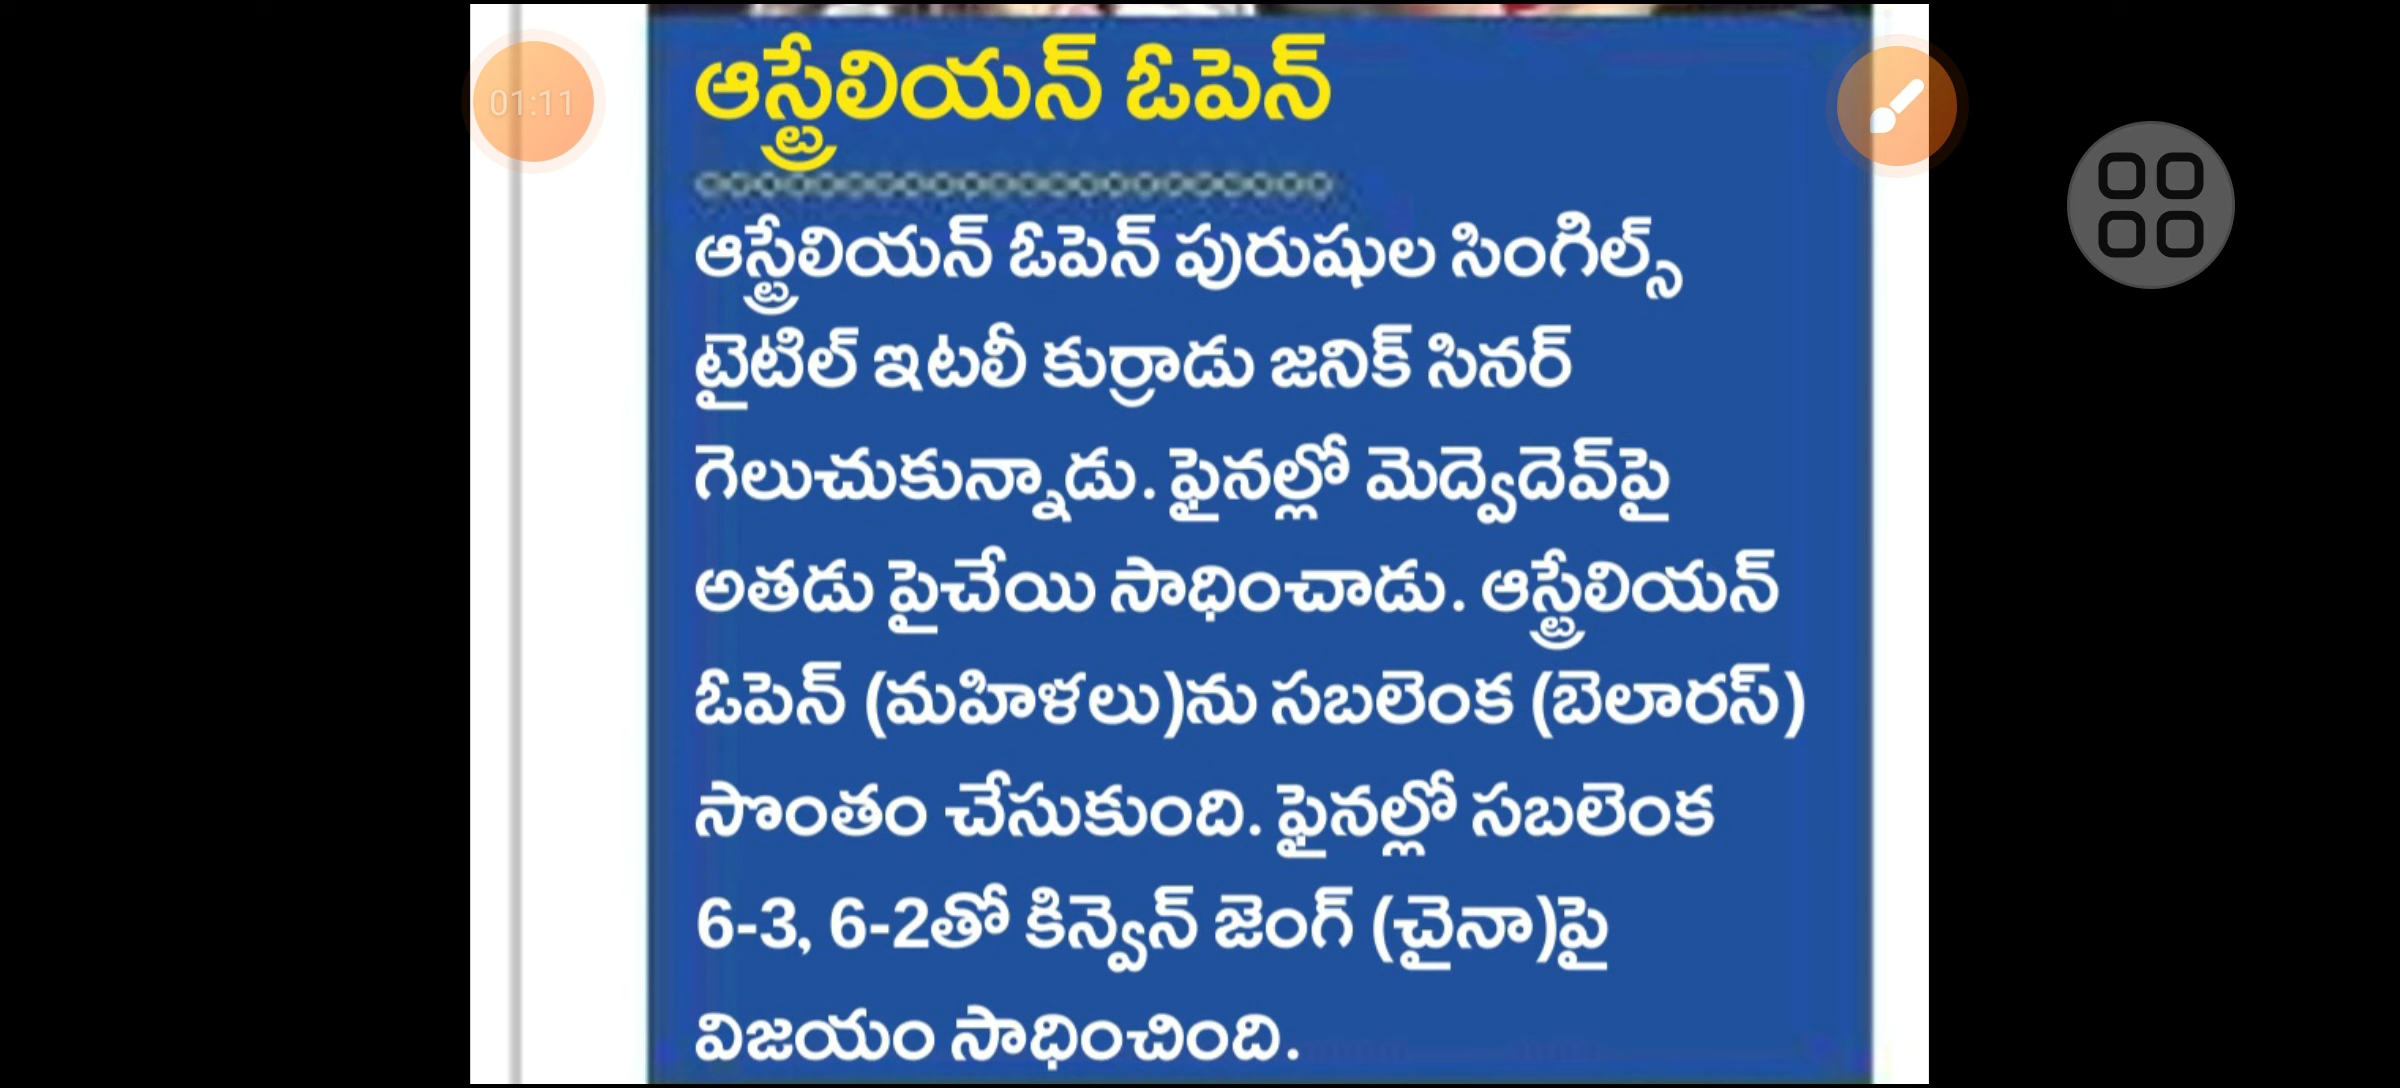 01:11
ఆస్ట్రేలియన్ ఓపెన్
ఆస్ట్రేలియన్ ఓపెన్ పురుషుల సింగిల్స్
టైటిల్ ఇటలీ కుర్రాడు జనిక్ సినర్
గెలుచుకున్నాడు. ఫైనల్లో మెద్వెదెవ్‌పై
అతడు పైచేయి సాధించాడు. ఆస్ట్రేలియన్
ఓపెన్ (మహిళలు)ను సబలెంక (బెలారస్)
సొంతం చేసుకుంది. ఫైనల్లో సబలెంక
6-3, 6-2తో కిన్వెన్ జెంగ్ (చైనా)పై
విజయం సాధించింది.